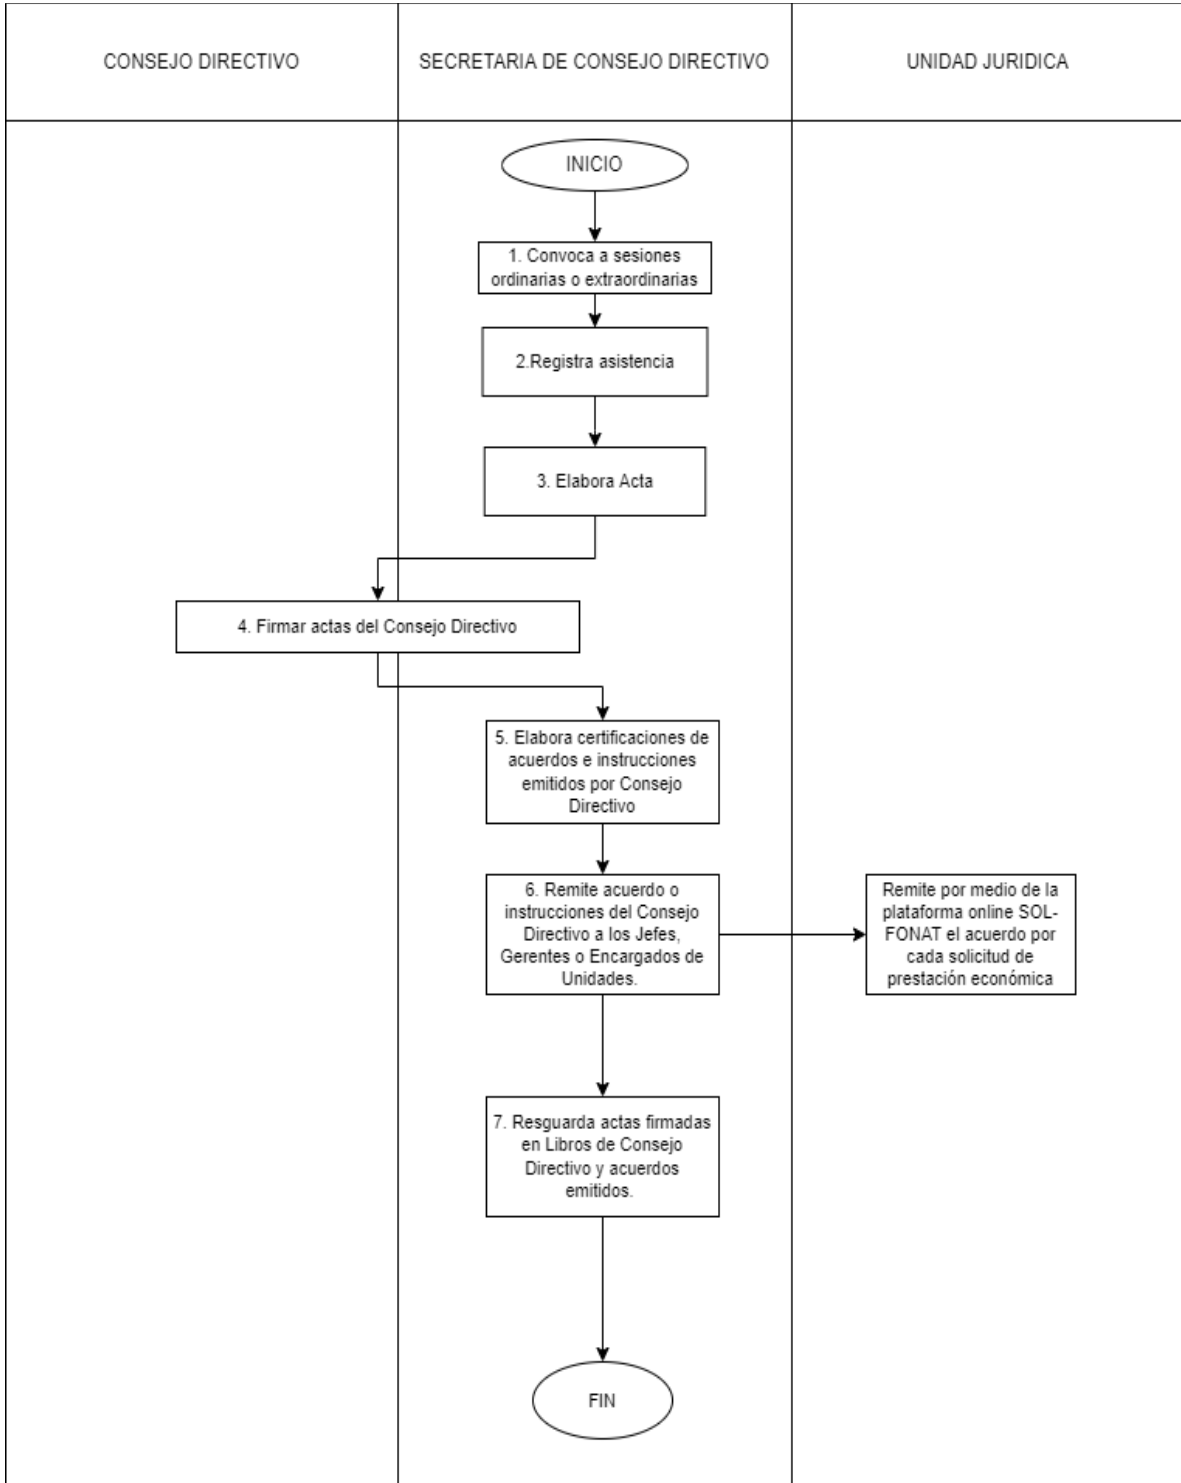 CONSEJO DIRECTIVO
SECRETARIA DE CONSEJO DIRECTIVO
UNIDAD JURIDICA
INICIO
1. Convoca a sesiones
ordinarias o extraordinarias
2.Registra asistencia
3. Elabora Acta
4. Firmar actas del Consejo Directivo
5. Elabora certificaciones de
acuerdos e instrucciones
emitidos por Consejo
Directivo
6. Remite acuerdo o
instrucciones del Consejo
Directivo a los Jefes,
Gerentes o Encargados de
Unidades.
Remite por medio de la
plataforma online SOL-
FONAT el acuerdo por
cada solicitud de
prestación económica
7. Resguarda actas firmadas
en Libros de Consejo
Directivo y acuerdos
emitidos.
FIN